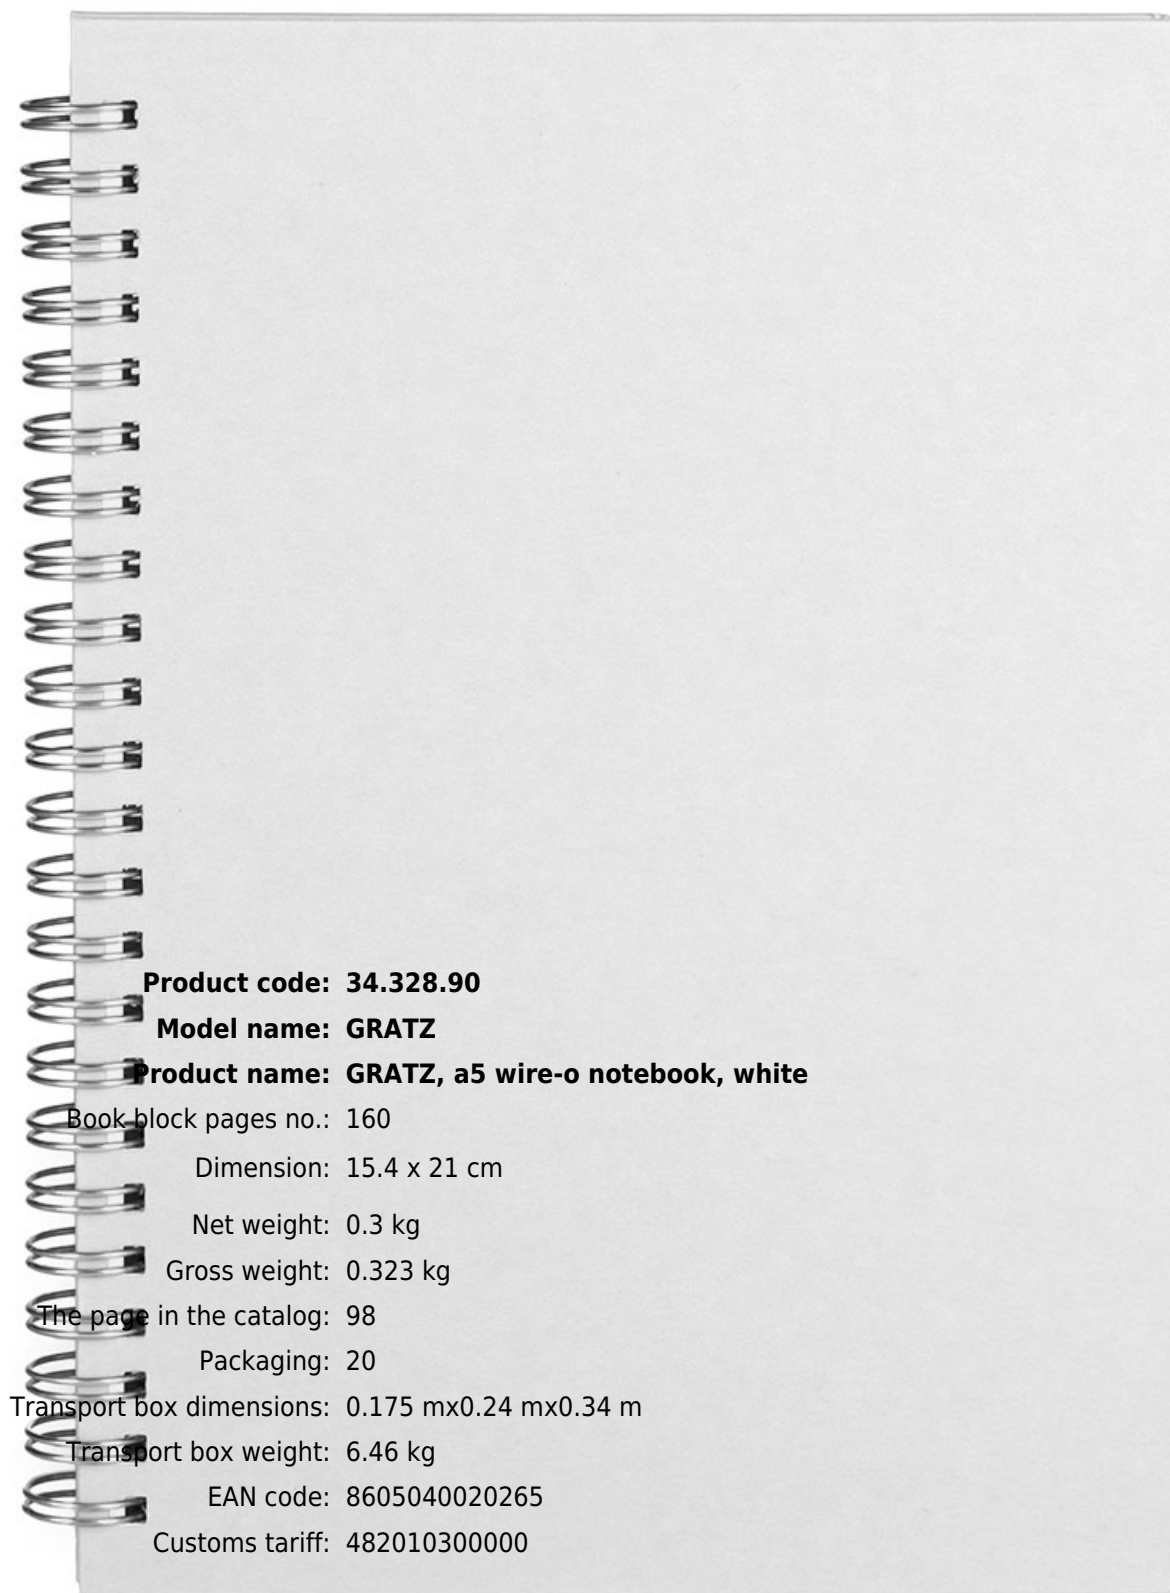 Product code: 34.328.90
Model name: GRATZ
Product name: GRATZ, a5 wire-o notebook, white
Book block pages no.: 160
Dimension: 15.4 x 21 cm
Net weight: 0.3 kg
Gross weight: 0.323 kg
The page in the catalog: 98
Packaging: 20
Transport box dimensions: 0.175 mx0.24 mx0.34 m
Transport box weight: 6.46 kg
EAN code: 8605040020265
Customs tariff: 482010300000